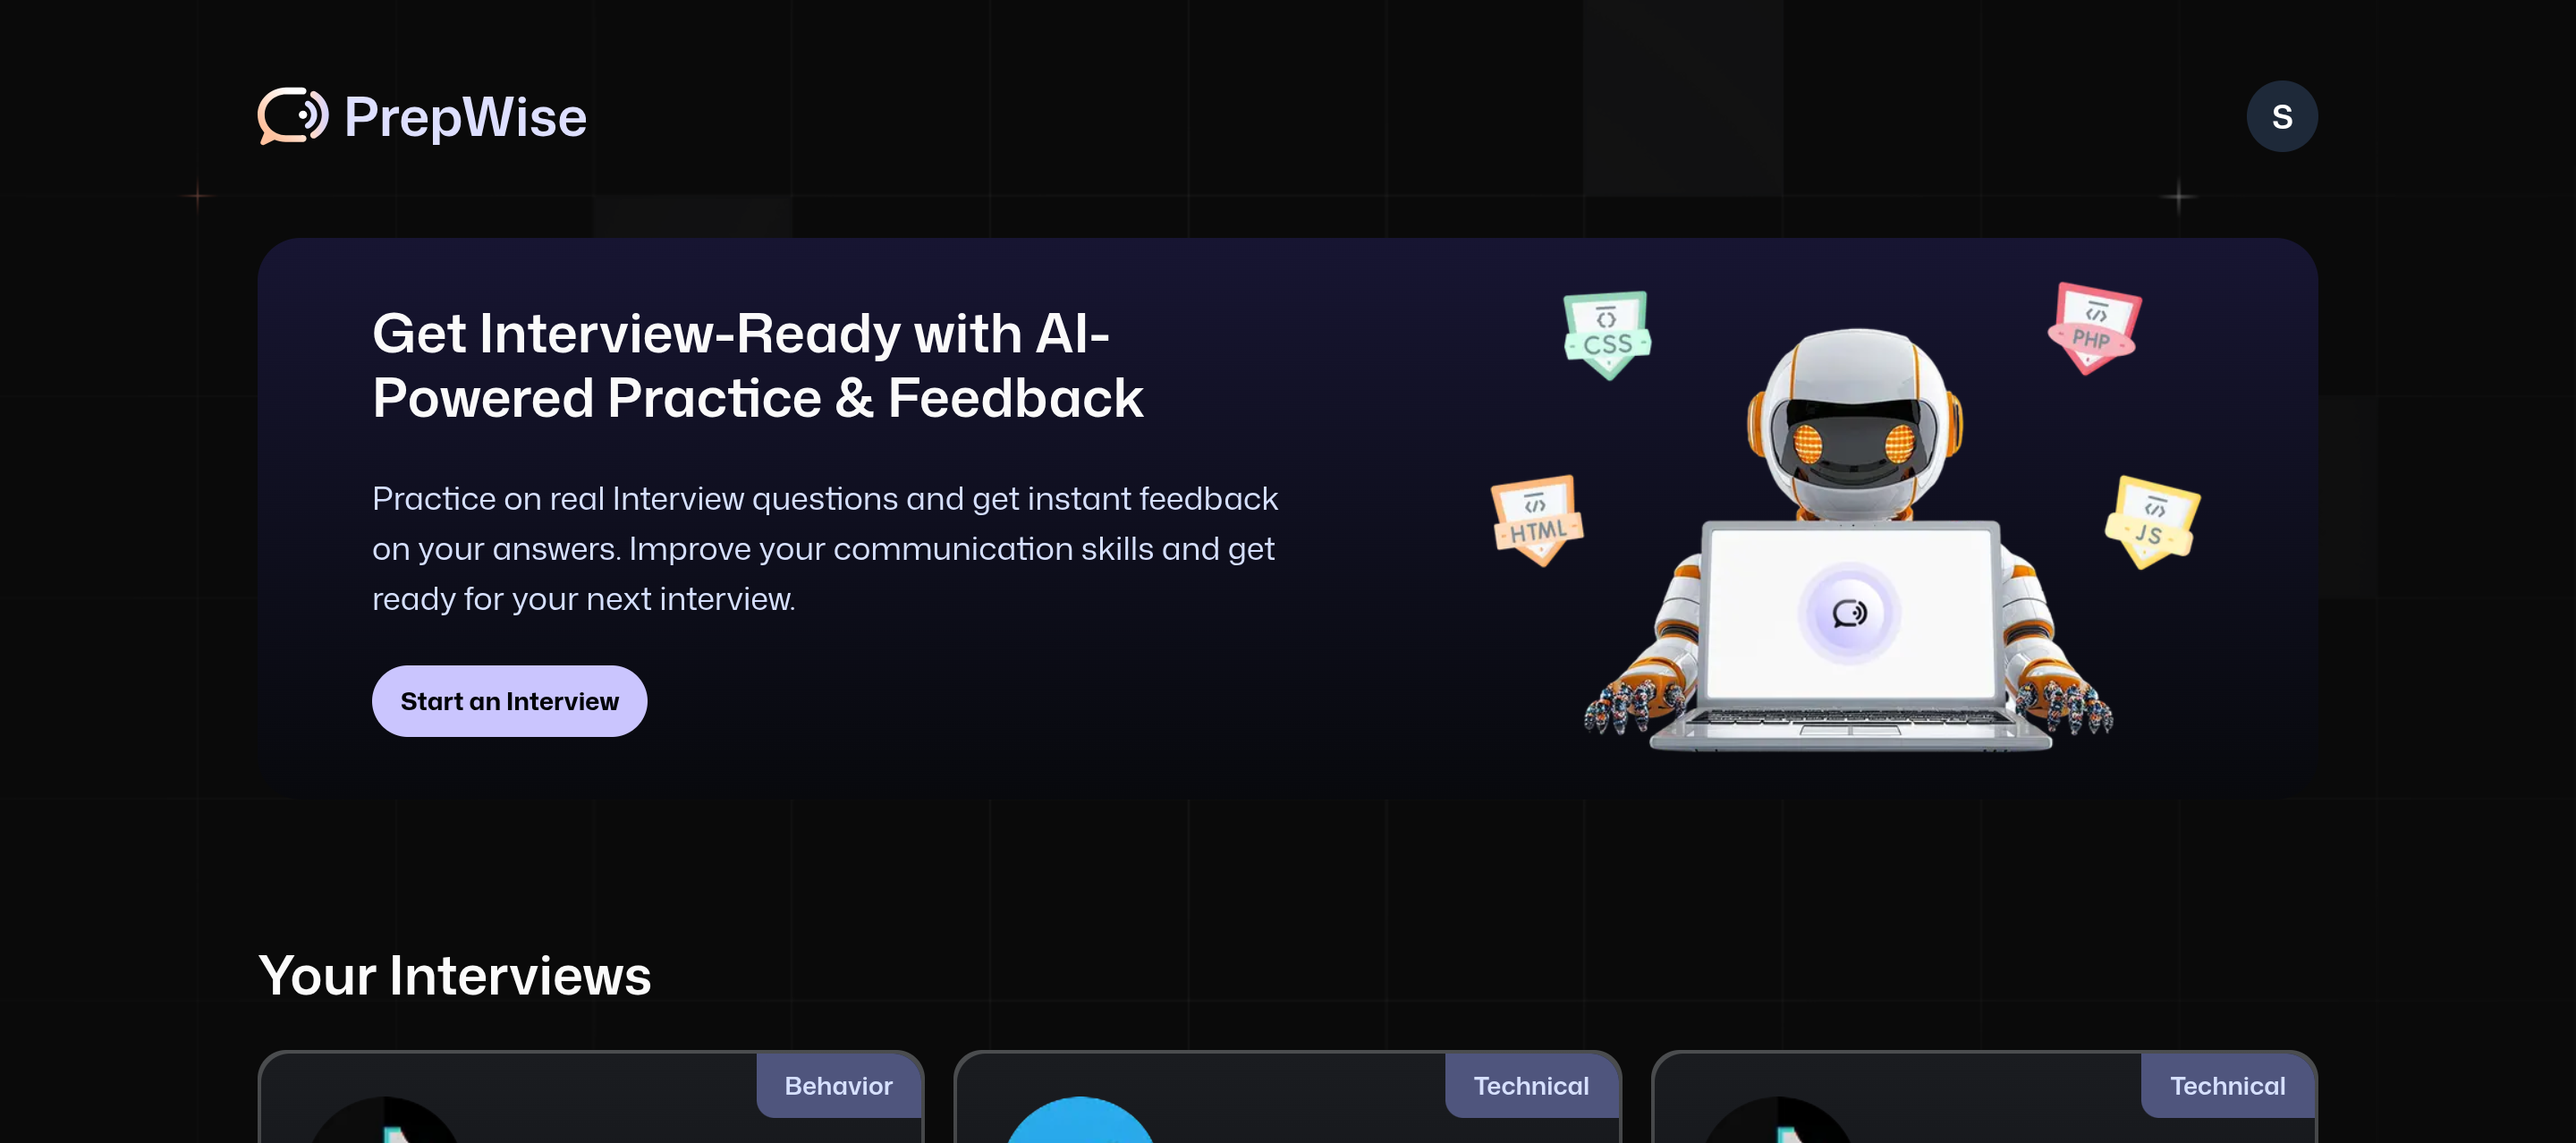 PrepWise
S
Get Interview-Ready with AI-
Powered Practice & Feedback
Practice on real Interview questions and get instant feedback
on your answers. Improve your communication skills and get
ready for your next interview.
Start an Interview
CSS
PHP
HTML
JS
Your Interviews
Behavior
Technical
Technical